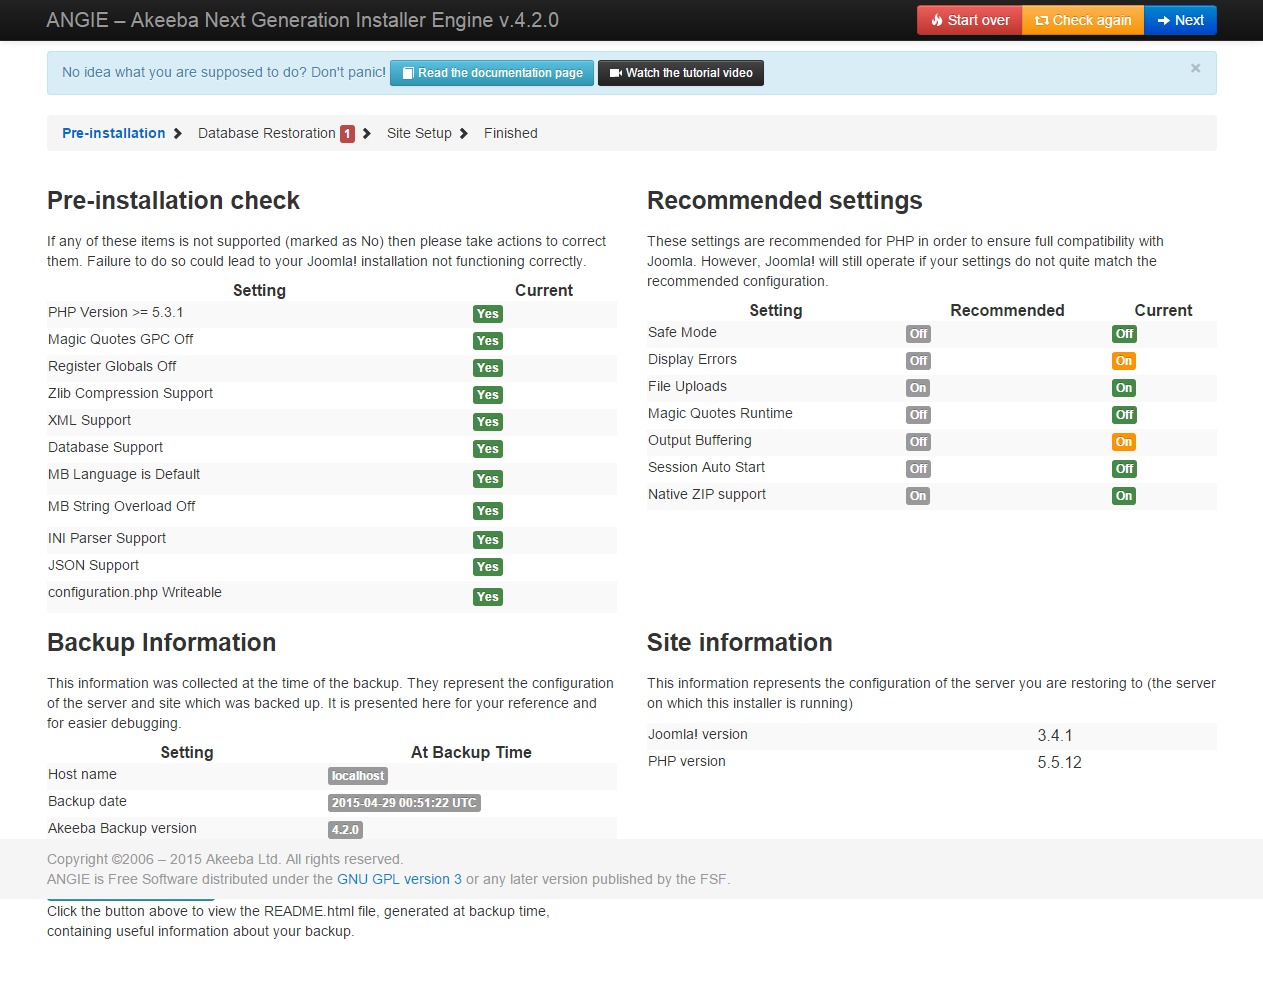 ANGIE – Akeeba Next Generation Installer Engine v.4.2.0
Start over
Check again
Next
No idea what you are supposed to do? Don't panic! Read the documentation page Watch the tutorial video ×
Pre-installation Database Restoration 1 Site Setup Finished
Pre-installation check
If any of these items is not supported (marked as No) then please take actions to correct
them. Failure to do so could lead to your Joomla! installation not functioning correctly.
Setting Current
PHP Version >= 5.3.1 Yes
Magic Quotes GPC Off Yes
Register Globals Off Yes
Zlib Compression Support Yes
XML Support Yes
Database Support Yes
MB Language is Default Yes
MB String Overload Off Yes
INI Parser Support Yes
JSON Support Yes
configuration.php Writeable Yes
Recommended settings
These settings are recommended for PHP in order to ensure full compatibility with
Joomla. However, Joomla! will still operate if your settings do not quite match the
recommended configuration.
Setting Recommended Current
Safe Mode Off Off
Display Errors Off On
File Uploads On On
Magic Quotes Runtime Off Off
Output Buffering Off On
Session Auto Start Off Off
Native ZIP support On On
Backup Information
This information was collected at the time of the backup. They represent the configuration
of the server and site which was backed up. It is presented here for your reference and
for easier debugging.
Setting At Backup Time
Host name localhost
Backup date 2015-04-29 00:51:22 UTC
Akeeba Backup version 4.2.0
Site information
This information represents the configuration of the server you are restoring to (the server
on which this installer is running)
Joomla! version 3.4.1
PHP version 5.5.12
Copyright ©2006 – 2015 Akeeba Ltd. All rights reserved.
ANGIE is Free Software distributed under the GNU GPL version 3 or any later version published by the FSF.
Click the button above to view the README.html file, generated at backup time,
containing useful information about your backup.